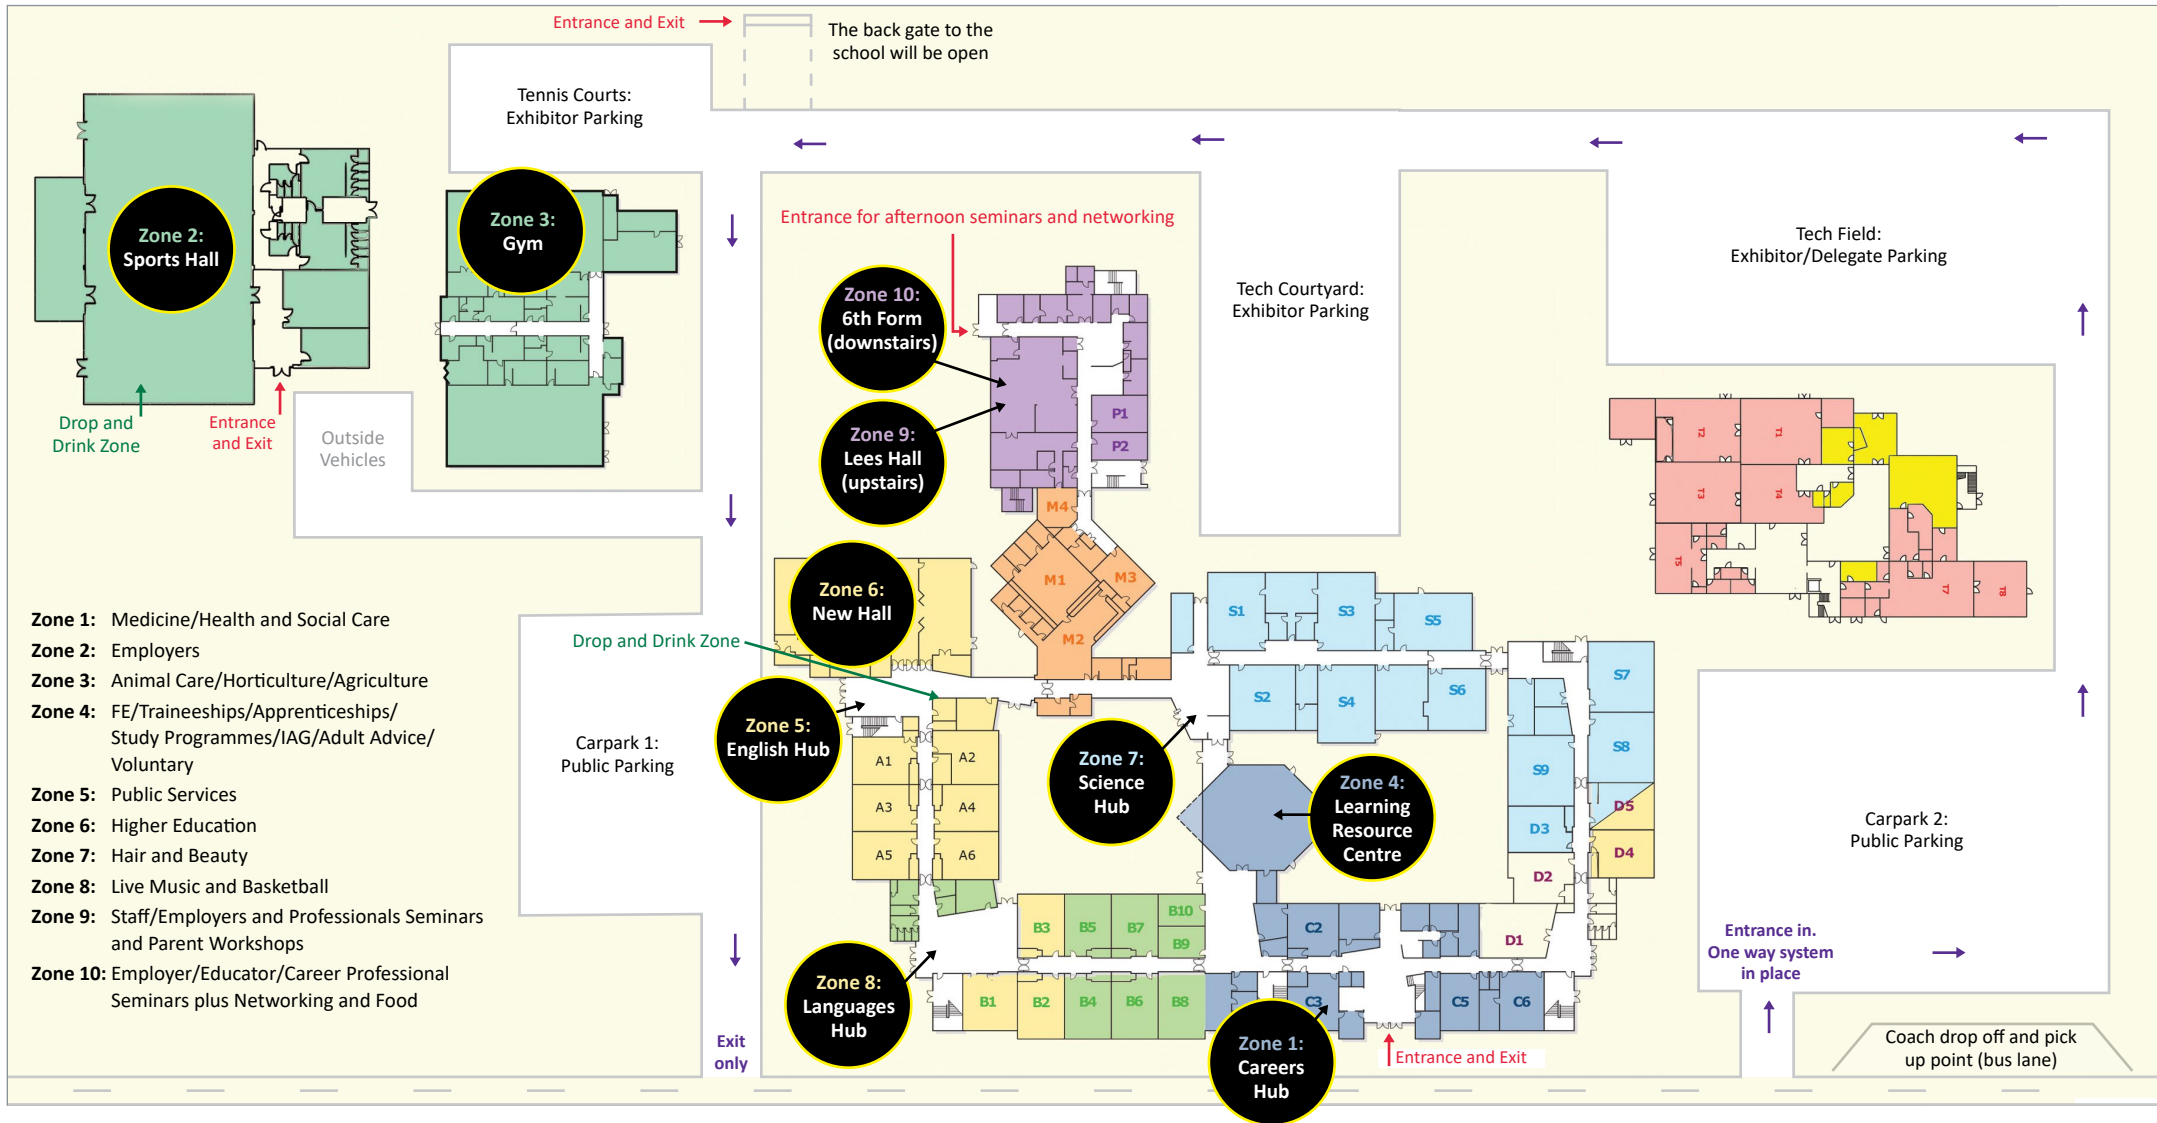 Entrance and Exit
The back gate to the
school will be open
Tennis Courts:
Exhibitor Parking
Zone 2:
Sports Hall
Zone 3:
Gym
Entrance for afternoon seminars and networking
Tech Field:
Exhibitor/Delegate Parking
Tech Courtyard:
Exhibitor Parking
Zone 10:
6th Form
(downstairs)
Zone 9:
Lees Hall
(upstairs)
P1
P2
Drop and
Drink Zone
Entrance
and Exit
Outside
Vehicles
T2
T1
T3
T4
T5
T7
T8
M4
M1
M3
M2
Zone 6:
New Hall
Drop and Drink Zone
S1
S3
S5
S2
S4
S6
S7
S8
S9
Zone 5:
English Hub
Zone 7:
Science
Hub
Zone 4:
Learning
Resource
Centre
Carpark 1:
Public Parking
Carpark 2:
Public Parking
A1
A2
A3
A4
A5
A6
D5
D3
D4
D2
D1
B3
B5
B7
B10
B9
C2
Zone 8:
Languages
Hub
B1
B2
B4
B6
B8
C3
C5
C6
Zone 1:
Careers
Hub
Entrance and Exit
Exit
only
Entrance in.
One way system
in place
Coach drop off and pick
up point (bus lane)
Zone 1: Medicine/Health and Social Care
Zone 2: Employers
Zone 3: Animal Care/Horticulture/Agriculture
Zone 4: FE/Traineeships/Apprenticeships/
Study Programmes/IAG/Adult Advice/
Voluntary
Zone 5: Public Services
Zone 6: Higher Education
Zone 7: Hair and Beauty
Zone 8: Live Music and Basketball
Zone 9: Staff/Employers and Professionals Seminars
and Parent Workshops
Zone 10: Employer/Educator/Career Professional
Seminars plus Networking and Food